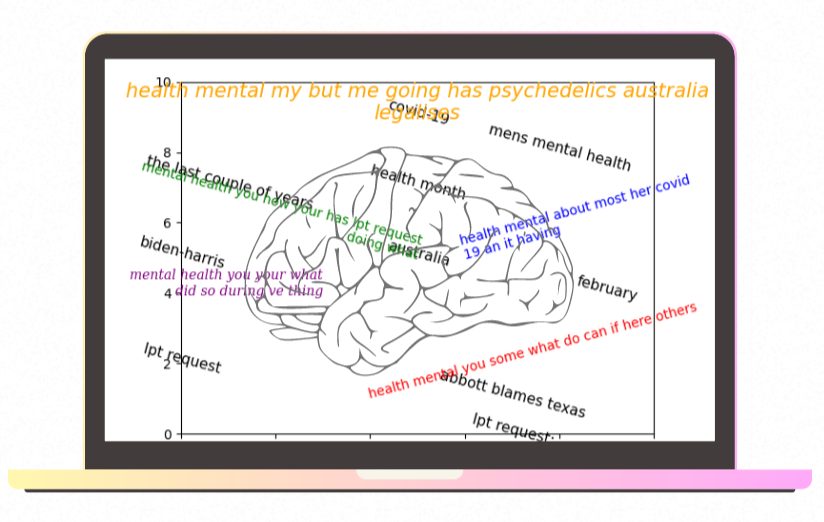 10
health mental my but me going has psychedelics australia
legalises
covid-19
mens mental health
8
the last couple of years
health month
mental health you how your has lpt request
doing what
health mental about most her covid
19 an it having
6
biden-harris
australia
mental health you your what
did so during ve thing
4
february
lpt request
2
health mental you some what do can if here others
abbott blames texas
lpt request:
0